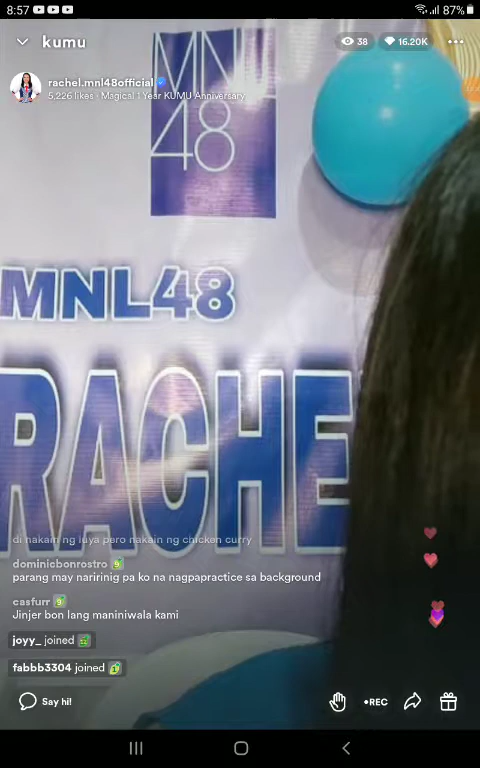 8:57
87%
kumu
38
16.20K
rachel.mnl48official
5,226 likes · Magical 1 Year KUMU Anniversary
MNL
48
MNL48
RACHE
di nakain ng luya pero nakain ng chicken curry
dominicbonrostro 9
parang may naririnig pa ko na nagpapractice sa background
casfurr 9
Jinjer bon lang maniniwala kami
joyy_ joined
fabbb3304 joined
Say hi!
•REC